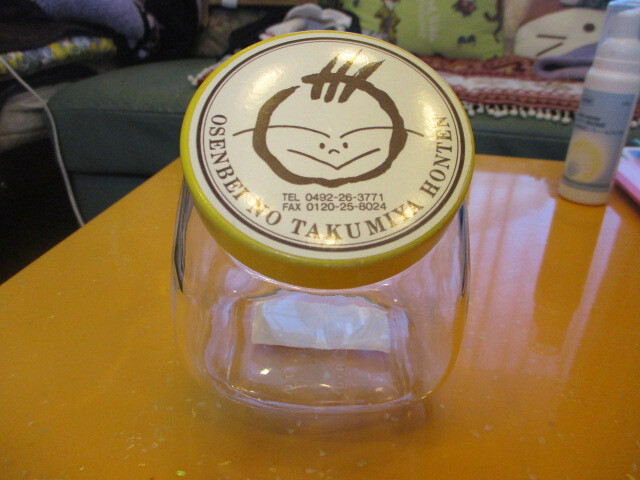 TEL 0492-26-3771
FAX 0120-25-8024
OSENBEI NO TAKUMIYA HONTEN